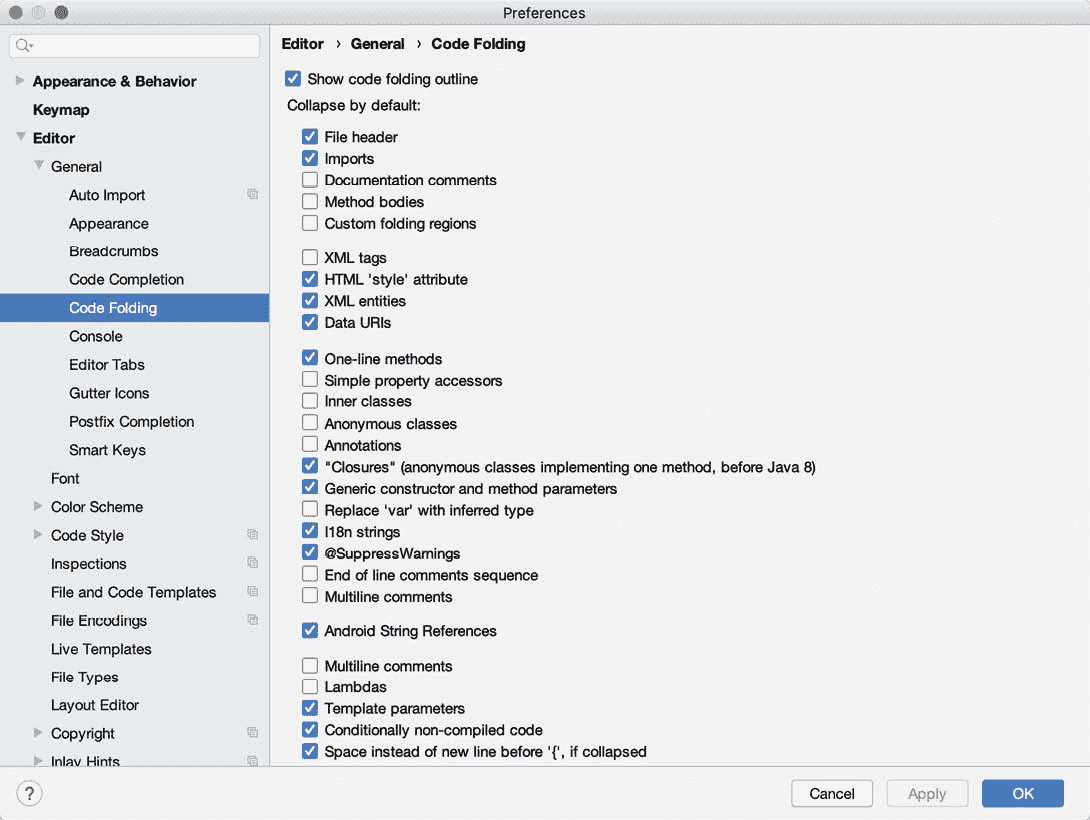 Preferences
Appearance & Behavior
Keymap
Editor
General
Auto Import
Appearance
Breadcrumbs
Code Completion
Code Folding
Console
Editor Tabs
Gutter Icons
Postfix Completion
Smart Keys
Font
Color Scheme
Code Style
Inspections
File and Code Templates
File Encodings
Live Templates
File Types
Layout Editor
Copyright
Inlay Hints
Editor › General › Code Folding
Show code folding outline
Collapse by default:
File header
Imports
Documentation comments
Method bodies
Custom folding regions
XML tags
HTML 'style' attribute
XML entities
Data URIs
One-line methods
Simple property accessors
Inner classes
Anonymous classes
Annotations
"Closures" (anonymous classes implementing one method, before Java 8)
Generic constructor and method parameters
Replace 'var' with inferred type
I18n strings
@SuppressWarnings
End of line comments sequence
Multiline comments
Android String References
Multiline comments
Lambdas
Template parameters
Conditionally non-compiled code
Space instead of new line before '{', if collapsed
?
Cancel
Apply
OK